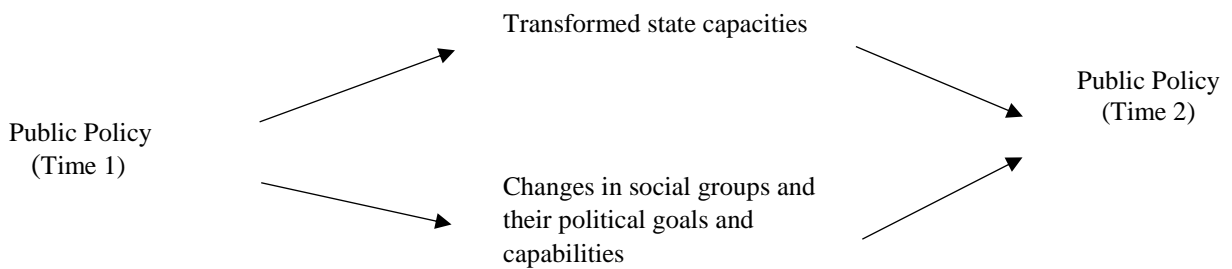 Transformed state capacities
Public Policy
(Time 1)
Changes in social groups and
their political goals and
capabilities
Public Policy
(Time 2)